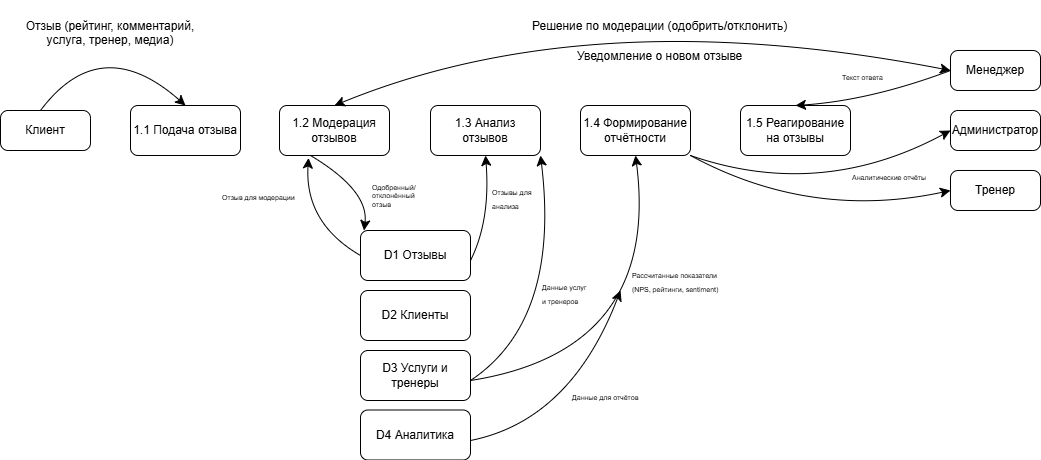 Отзыв (рейтинг, комментарий,
услуга, тренер, медиа)
Решение по модерации (одобрить/отклонить)
Уведомление о новом отзыве
Менеджер
Текст ответа
Клиент
1.1 Подача отзыва
1.2 Модерация
отзывов
1.3 Анализ
отзывов
1.4 Формирование
отчётности
1.5 Реагирование
на отзывы
Администратор
Аналитические отчёты
Тренер
Отзыв для модерации
Одобренный/
отклонённый
отзыв
Отзывы для
анализа
D1 Отзывы
Рассчитанные показатели
(NPS, рейтинги, sentiment)
Данные услуг
и тренеров
D2 Клиенты
D3 Услуги и
тренеры
Данные для отчётов
D4 Аналитика